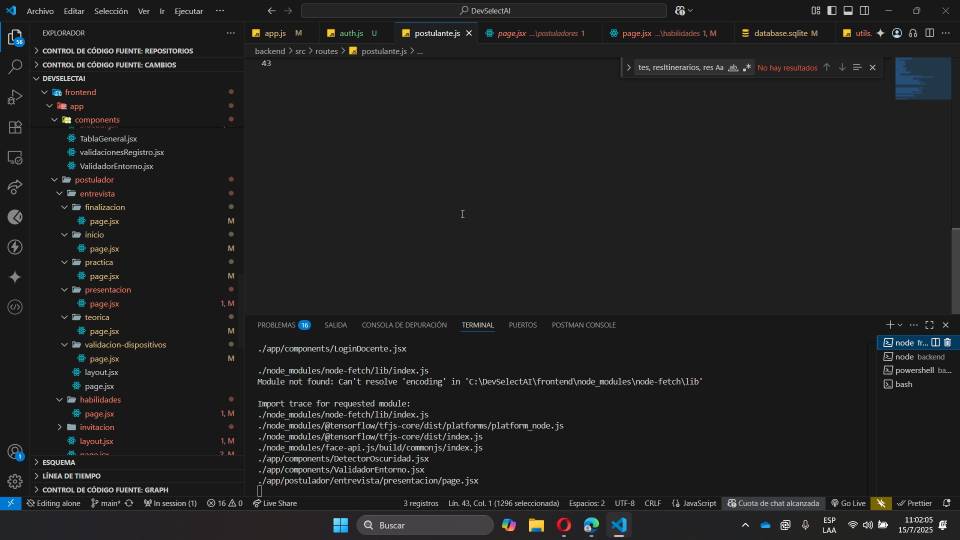 Archivo Editar Selección Ver Ir Ejecutar ··· DevSelectAI
EXPLORADOR ···
app.js M auth.js U postulante.js page.jsx ...\postuladores 1 page.jsx ...\habilidades 1, M database.sqlite M utils.
CONTROL DE CÓDIGO FUENTE: REPOSITORIOS
CONTROL DE CÓDIGO FUENTE: CAMBIOS
DEVSELECTAI
frontend
app
components
TablaGeneral.jsx
validacionesRegistro.jsx
ValidadorEntorno.jsx
postulador
entrevista
finalizacion
page.jsx M
inicio
page.jsx M
practica
page.jsx M
presentacion
page.jsx 1, M
teorica
page.jsx M
validacion-dispositivos
page.jsx M
layout.jsx
page.jsx
habilidades
page.jsx 1, M
invitacion
layout.jsx 1, M
page.jsx 2, M
ESQUEMA
LÍNEA DE TIEMPO
CONTROL DE CÓDIGO FUENTE: GRAPH
56
1
backend > src > routes > postulante.js > ...
43
tes, resItinerarios, res Aa ab .* No hay resultados
PROBLEMAS 16 SALIDA CONSOLA DE DEPURACIÓN TERMINAL PUERTOS POSTMAN CONSOLE
./app/components/LoginDocente.jsx
./node_modules/node-fetch/lib/index.js
Module not found: Can't resolve 'encoding' in 'C:\DevSelectAI\frontend\node_modules\node-fetch\lib'
Import trace for requested module:
./node_modules/node-fetch/lib/index.js
./node_modules/@tensorflow/tfjs-core/dist/platforms/platform_node.js
./node_modules/@tensorflow/tfjs-core/dist/index.js
./node_modules/face-api.js/build/commonjs/index.js
./app/components/DetectorOscuridad.jsx
./app/components/ValidadorEntorno.jsx
./app/postulador/entrevista/presentacion/page.jsx
node fr...
node backend
powershell ba...
bash
Editing alone main* In session (1) 16 0 Live Share 3 registros Lín. 43, Col. 1 (1296 seleccionada) Espacios: 2 UTF-8 CRLF {} JavaScript Cuota de chat alcanzada Go Live Prettier
Buscar
ESP
LAA
11:02:05
15/7/2025